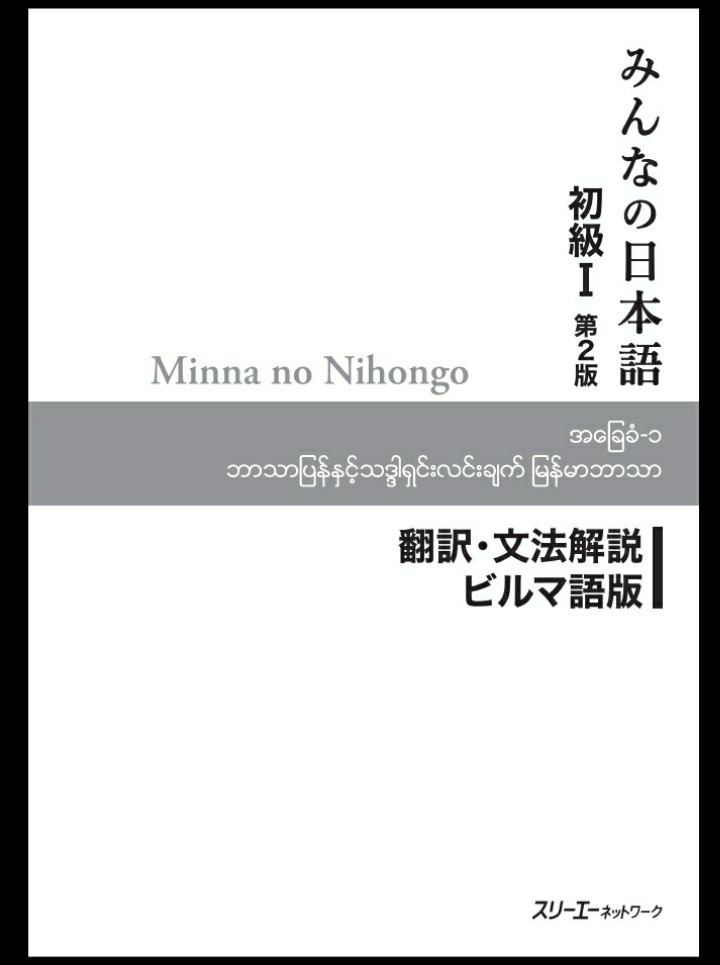 みんなの日本語
初級I 第2版
Minna no Nihongo
အခြေခံ-၁
ဘာသာပြန်နှင့်သဒ္ဒါရှင်းလင်းချက် မြန်မာဘာသာ
翻訳・文法解説
ビルマ語版
スリーエーネットワーク